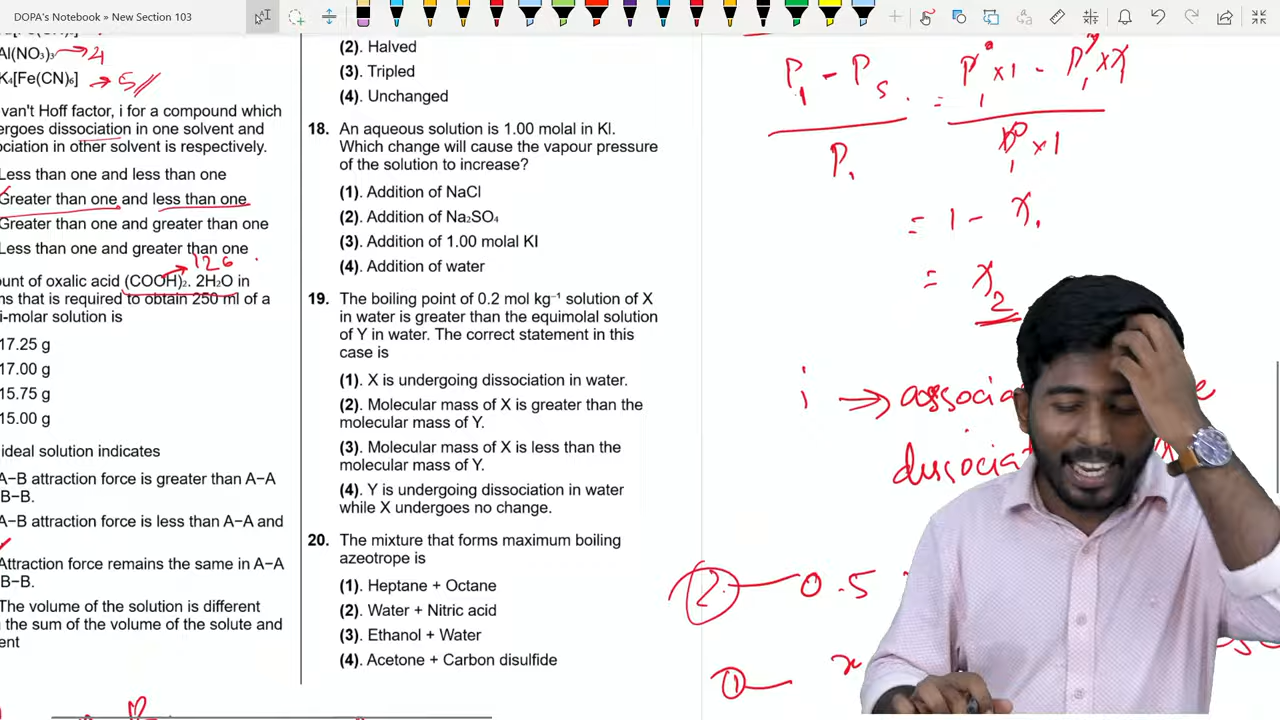 DOPA's Notebook » New Section 103
Al(NO₃)₃ → 4
K₄[Fe(CN)₆] → 5//
van't Hoff factor, i for a compound which
ergoes dissociation in one solvent and
ociation in other solvent is respectively.
Less than one and less than one
Greater than one and less than one
Greater than one and greater than one
Less than one and greater than one
126
ount of oxalic acid (COOH)₂. 2H₂O in
ms that is required to obtain 250 ml of a
i-molar solution is
17.25 g
17.00 g
15.75 g
15.00 g
ideal solution indicates
A−B attraction force is greater than A−A
B−B.
A−B attraction force is less than A−A and
Attraction force remains the same in A−A
B−B.
The volume of the solution is different
the sum of the volume of the solute and
ent
(2). Halved
(3). Tripled
(4). Unchanged
18. An aqueous solution is 1.00 molal in Kl.
Which change will cause the vapour pressure
of the solution to increase?
(1). Addition of NaCl
(2). Addition of Na₂SO₄
(3). Addition of 1.00 molal KI
(4). Addition of water
19. The boiling point of 0.2 mol kg⁻¹ solution of X
in water is greater than the equimolal solution
of Y in water. The correct statement in this
case is
(1). X is undergoing dissociation in water.
(2). Molecular mass of X is greater than the
molecular mass of Y.
(3). Molecular mass of X is less than the
molecular mass of Y.
(4). Y is undergoing dissociation in water
while X undergoes no change.
20. The mixture that forms maximum boiling
azeotrope is
(1). Heptane + Octane
(2). Water + Nitric acid
(3). Ethanol + Water
(4). Acetone + Carbon disulfide
= 1 - X₁
= X₂
i →
2 — 0.5
1 —